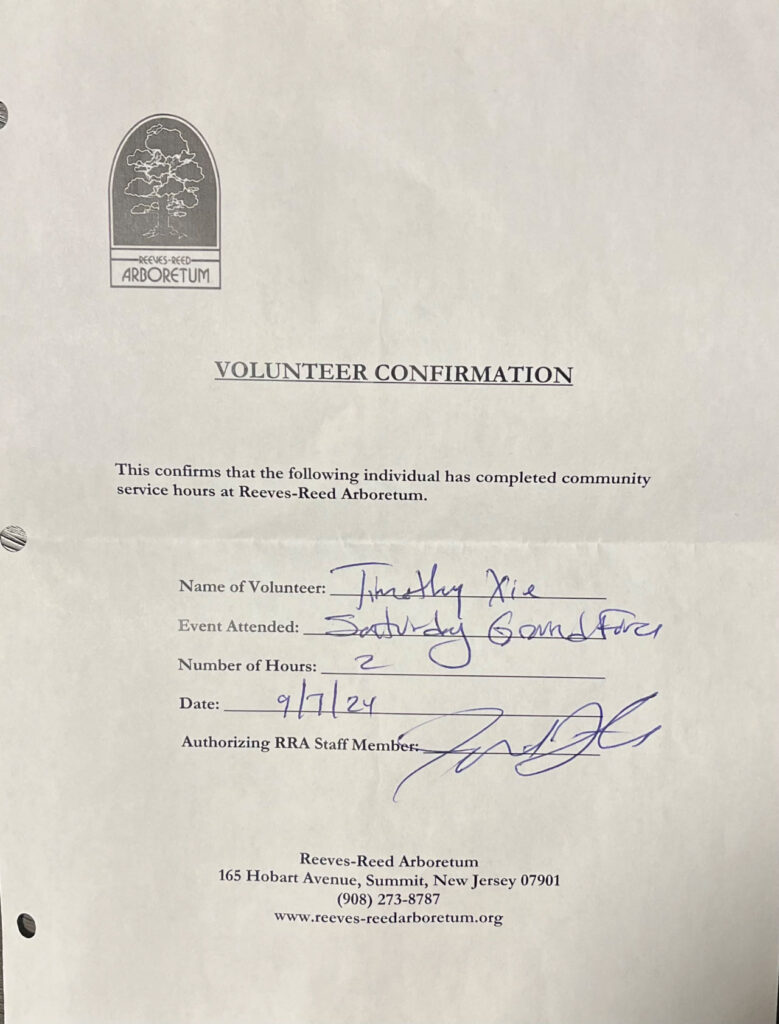 REEVES-REED
ARBORETUM
VOLUNTEER CONFIRMATION
This confirms that the following individual has completed community
service hours at Reeves-Reed Arboretum.
Name of Volunteer: Timothy Xie
Event Attended: Saturday
Number of Hours: 2
Date: 9/7/24
Authorizing RRA Staff Member:
Reeves-Reed Arboretum
165 Hobart Avenue, Summit, New Jersey 07901
(908) 273-8787
www.reeves-reedarboretum.org